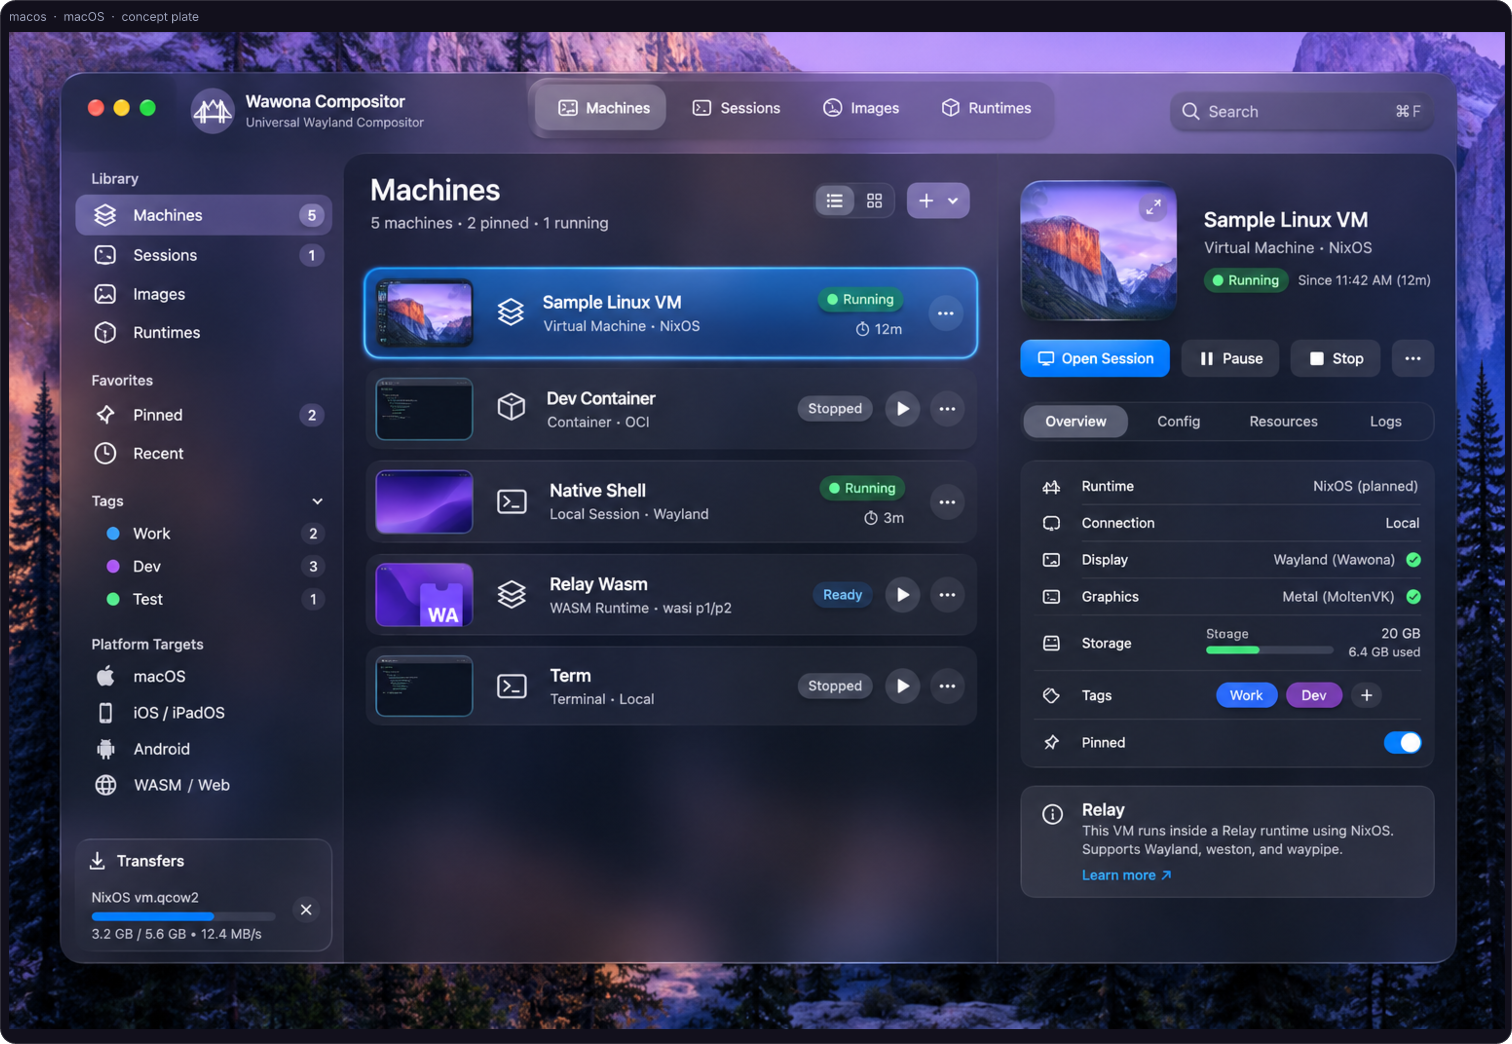 macos · macOS · concept plate
Wawona Compositor
Universal Wayland Compositor
Machines
Sessions
Images
Runtimes
Search
⌘ F
Library
Machines
5
Sessions
1
Images
Runtimes
Favorites
Pinned
2
Recent
Tags
Work
2
Dev
3
Test
1
Platform Targets
macOS
iOS / iPadOS
Android
WASM / Web
Transfers
NixOS vm.qcow2
3.2 GB / 5.6 GB • 12.4 MB/s
Machines
5 machines • 2 pinned • 1 running
Sample Linux VM
Virtual Machine • NixOS
Running
12m
Dev Container
Container • OCI
Stopped
Native Shell
Local Session • Wayland
Running
3m
WA
Relay Wasm
WASM Runtime • wasi p1/p2
Ready
Term
Terminal • Local
Stopped
Sample Linux VM
Virtual Machine • NixOS
Running
Since 11:42 AM (12m)
Open Session
Pause
Stop
Overview
Config
Resources
Logs
Runtime
NixOS (planned)
Connection
Local
Display
Wayland (Wawona)
Graphics
Metal (MoltenVK)
Storage
20 GB
6.4 GB used
Tags
Work
Dev
Pinned
Relay
This VM runs inside a Relay runtime using NixOS.
Supports Wayland, weston, and waypipe.
Learn more ↗